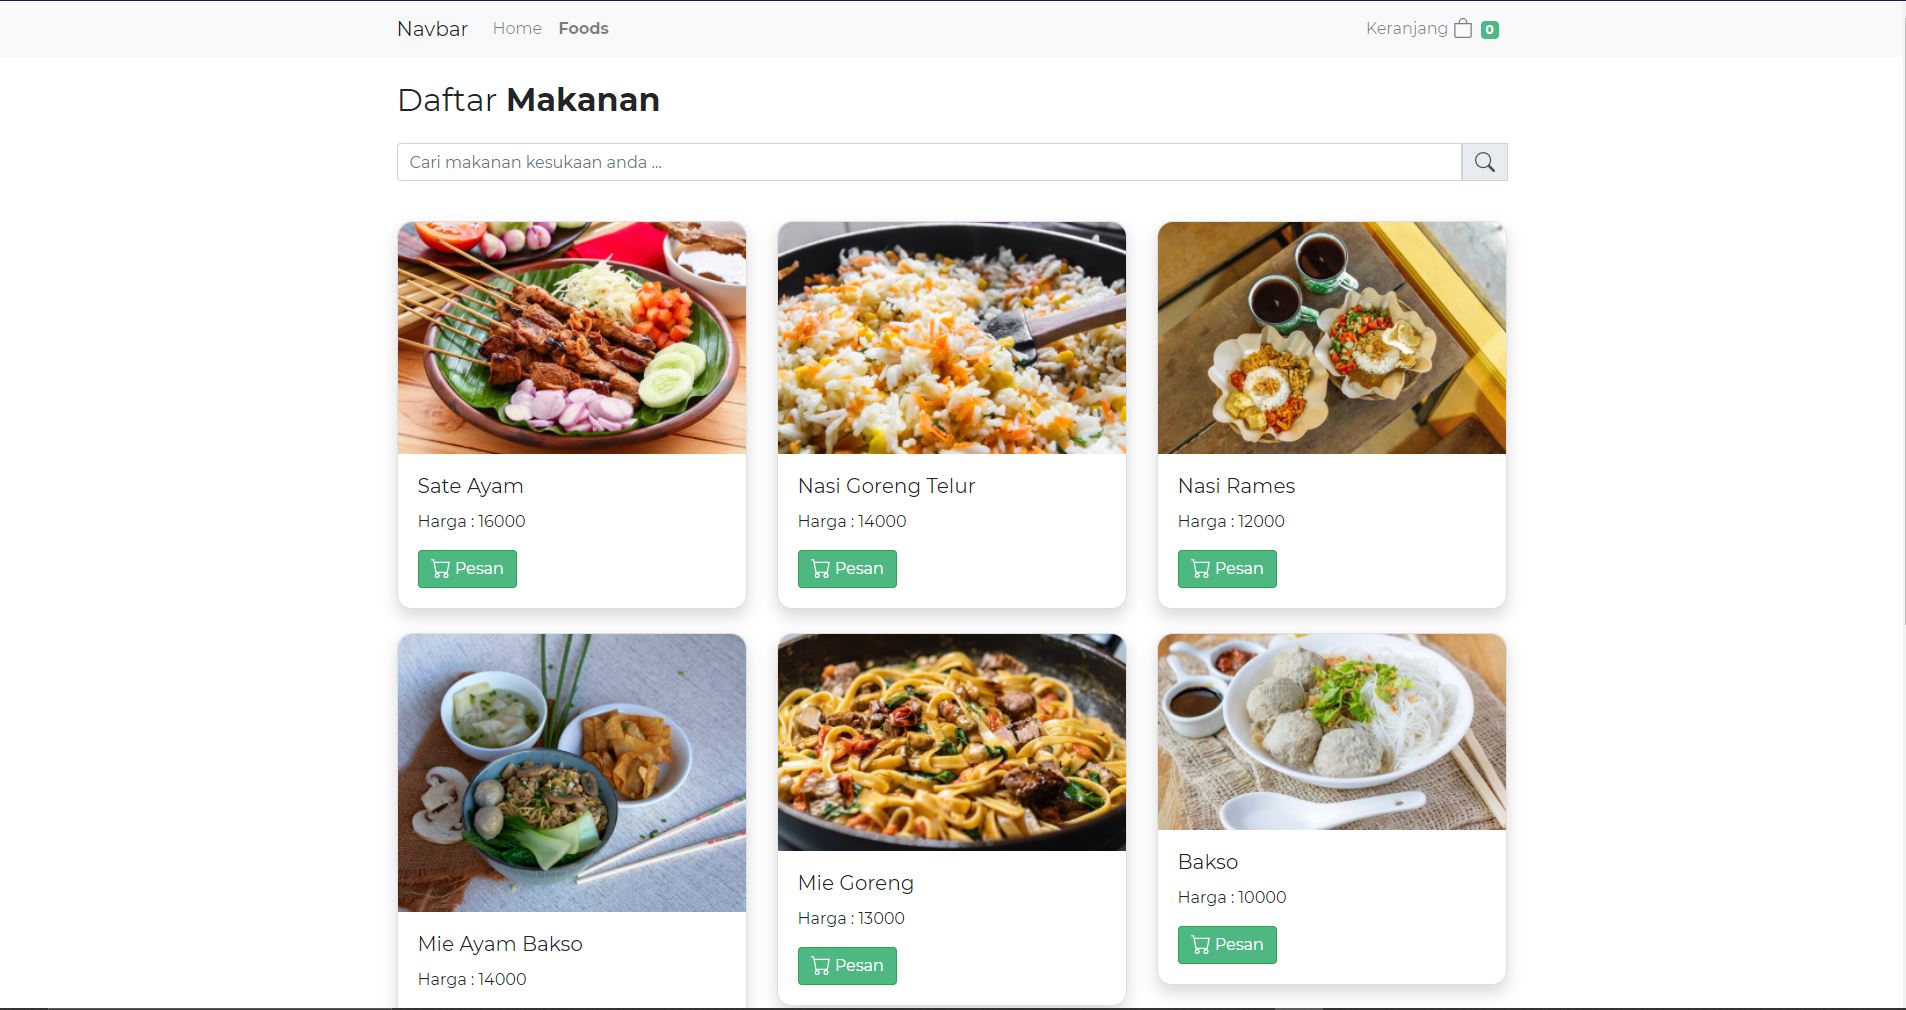 Navbar Home Foods Keranjang 0
Daftar Makanan
Cari makanan kesukaan anda ...
Sate Ayam
Harga : 16000
Pesan
Nasi Goreng Telur
Harga : 14000
Pesan
Nasi Rames
Harga : 12000
Pesan
Mie Ayam Bakso
Harga : 14000
Mie Goreng
Harga : 13000
Pesan
Bakso
Harga : 10000
Pesan